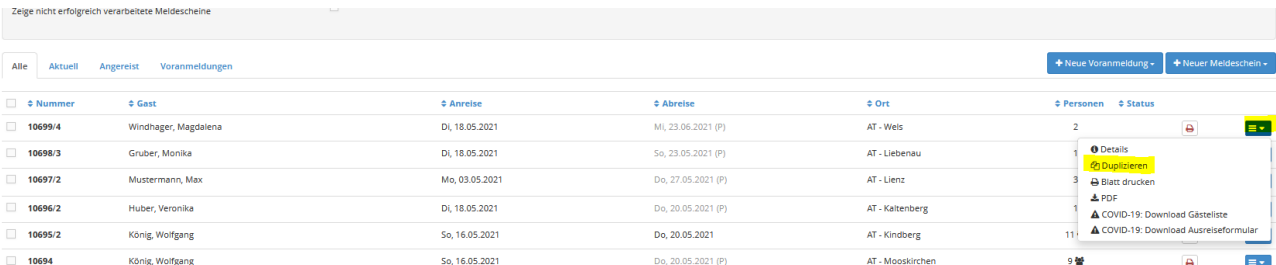 Zeige nicht erfolgreich verarbeitete Meldescheine
Alle Aktuell Angereist Voranmeldungen + Neue Voranmeldung + Neuer Meldeschein
Nummer Gast Anreise Abreise Ort Personen Status
10699/4 Windhager, Magdalena Di, 18.05.2021 Mi, 23.06.2021 (P) AT - Wels 2
10698/3 Gruber, Monika Di, 18.05.2021 So, 23.05.2021 (P) AT - Liebenau 1
10697/2 Mustermann, Max Mo, 03.05.2021 Do, 27.05.2021 (P) AT - Lienz 3
10696/2 Huber, Veronika Di, 18.05.2021 Do, 20.05.2021 (P) AT - Kaltenberg 1
10695/2 König, Wolfgang So, 16.05.2021 Do, 20.05.2021 AT - Kindberg 11
10694 König, Wolfgang So, 16.05.2021 Do, 20.05.2021 (P) AT - Mooskirchen 9
Details
Duplizieren
Blatt drucken
PDF
COVID-19: Download Gästeliste
COVID-19: Download Ausreiseformular